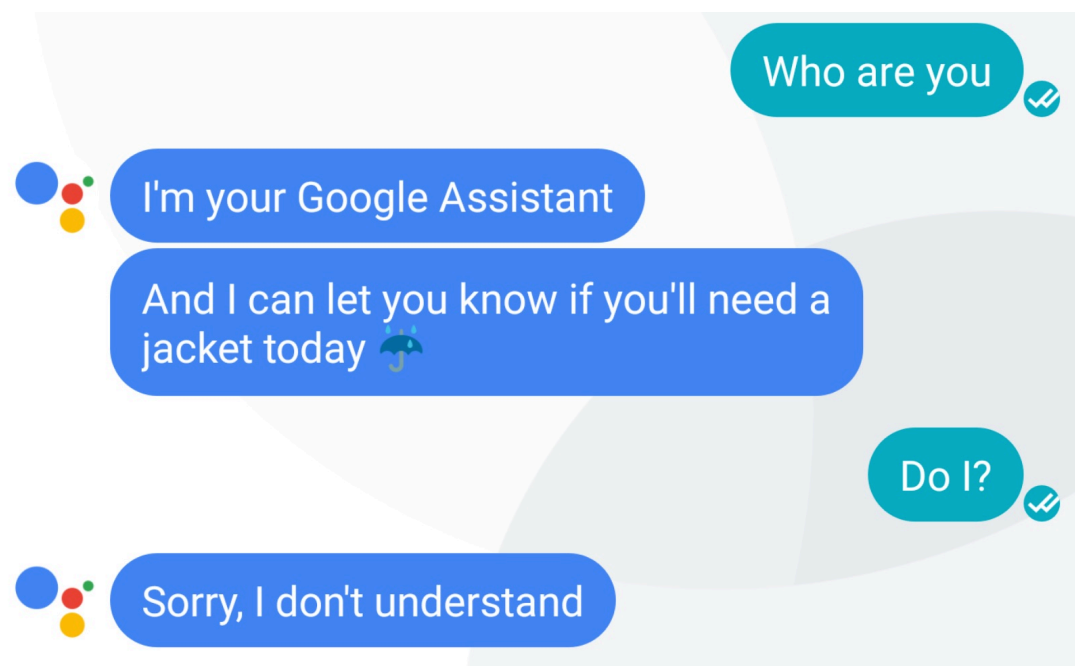 Who are you
I'm your Google Assistant
And I can let you know if you'll need a
jacket today ☔
Do I?
Sorry, I don't understand